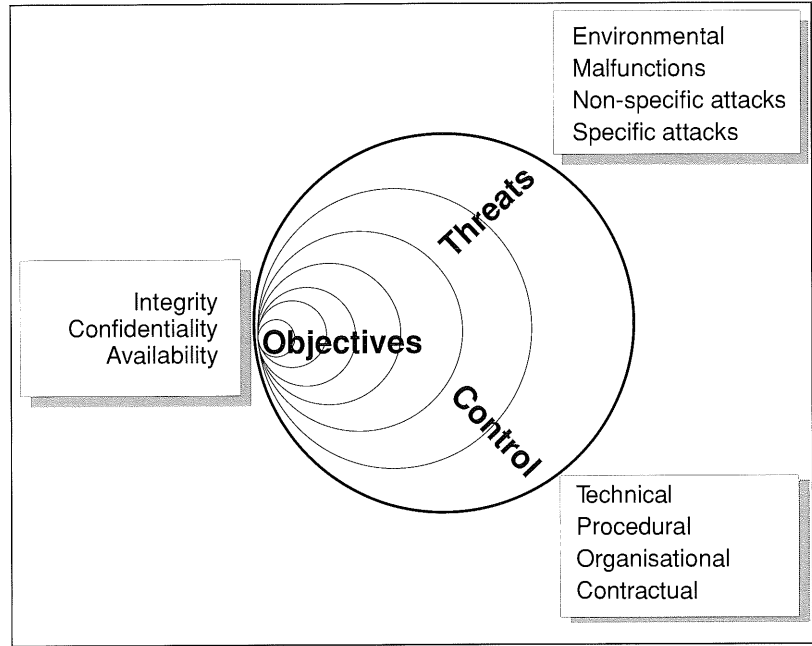 Environmental
Malfunctions
Non-specific attacks
Specific attacks
Threats
Integrity
Confidentiality
Availability
Objectives
Control
Technical
Procedural
Organisational
Contractual